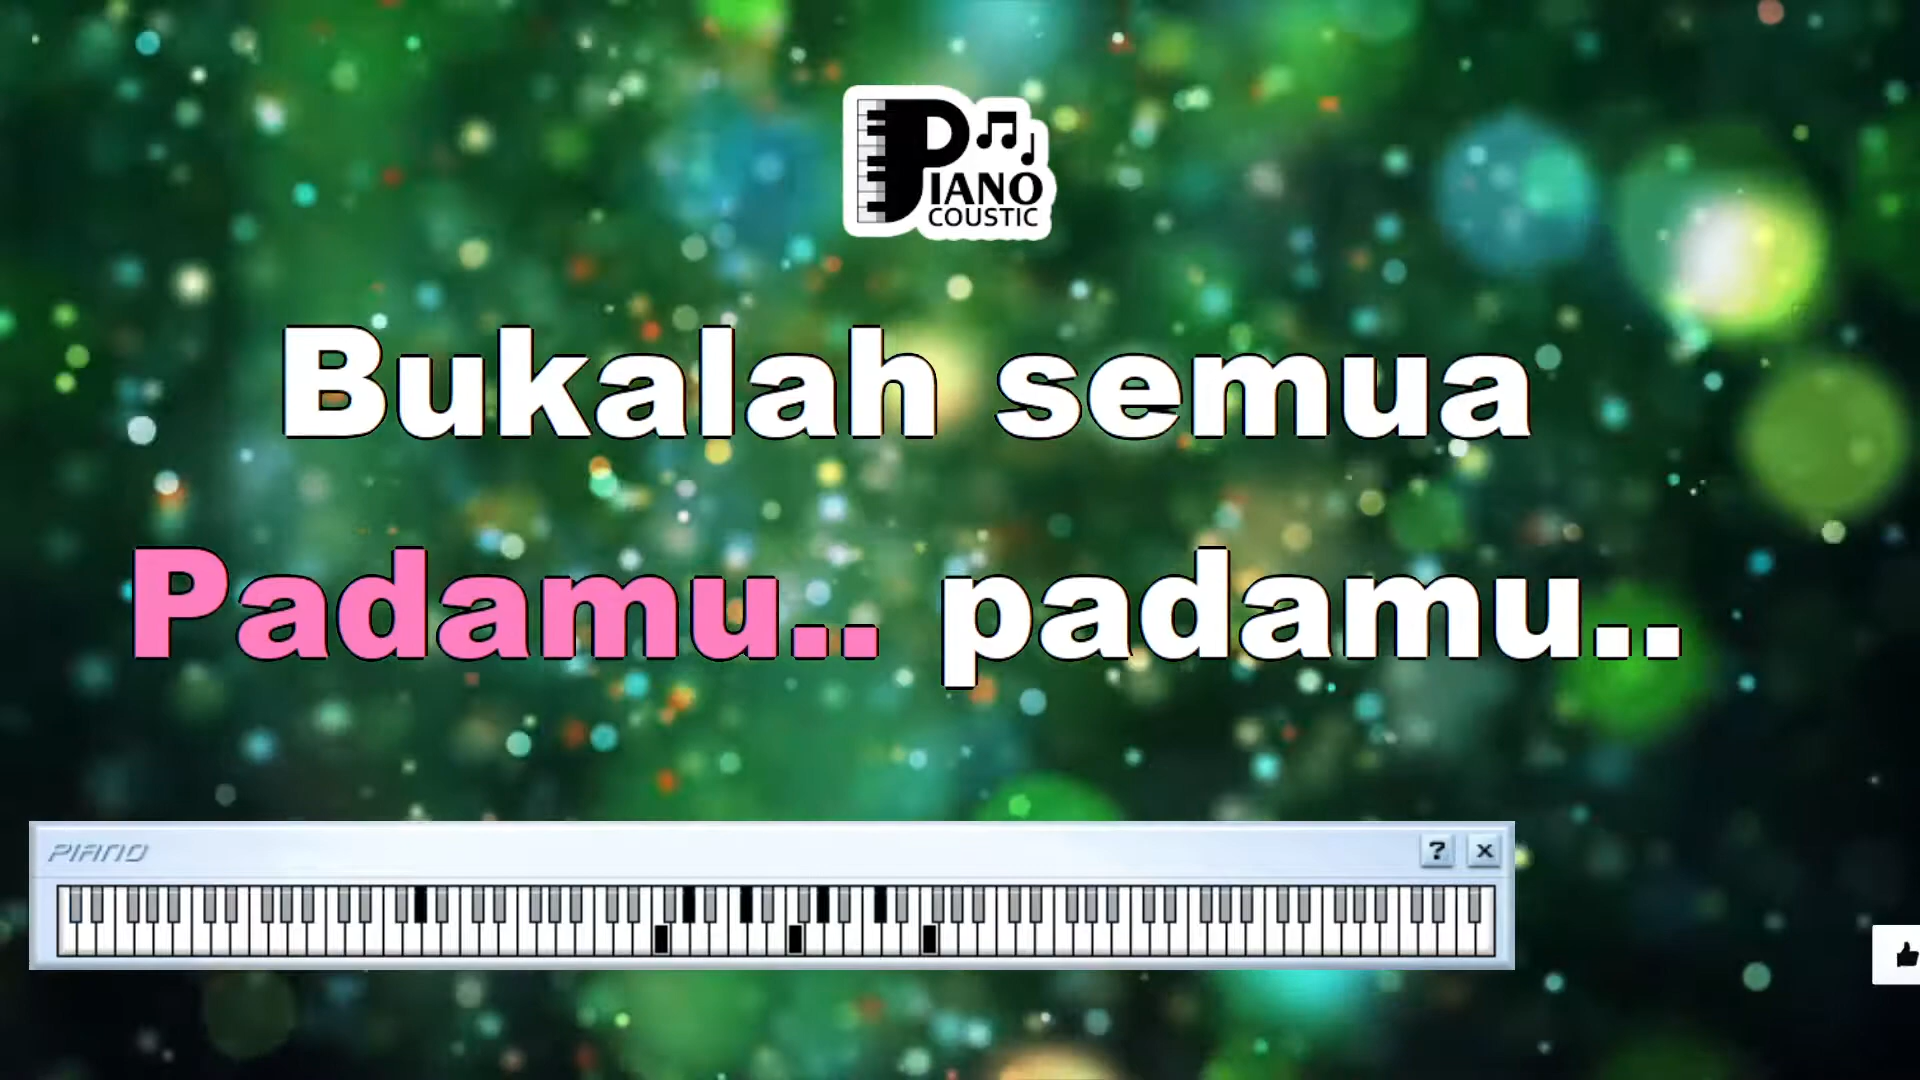 PIANO
COUSTIC
Bukalah semua
Padamu.. padamu..
PIANO
? x